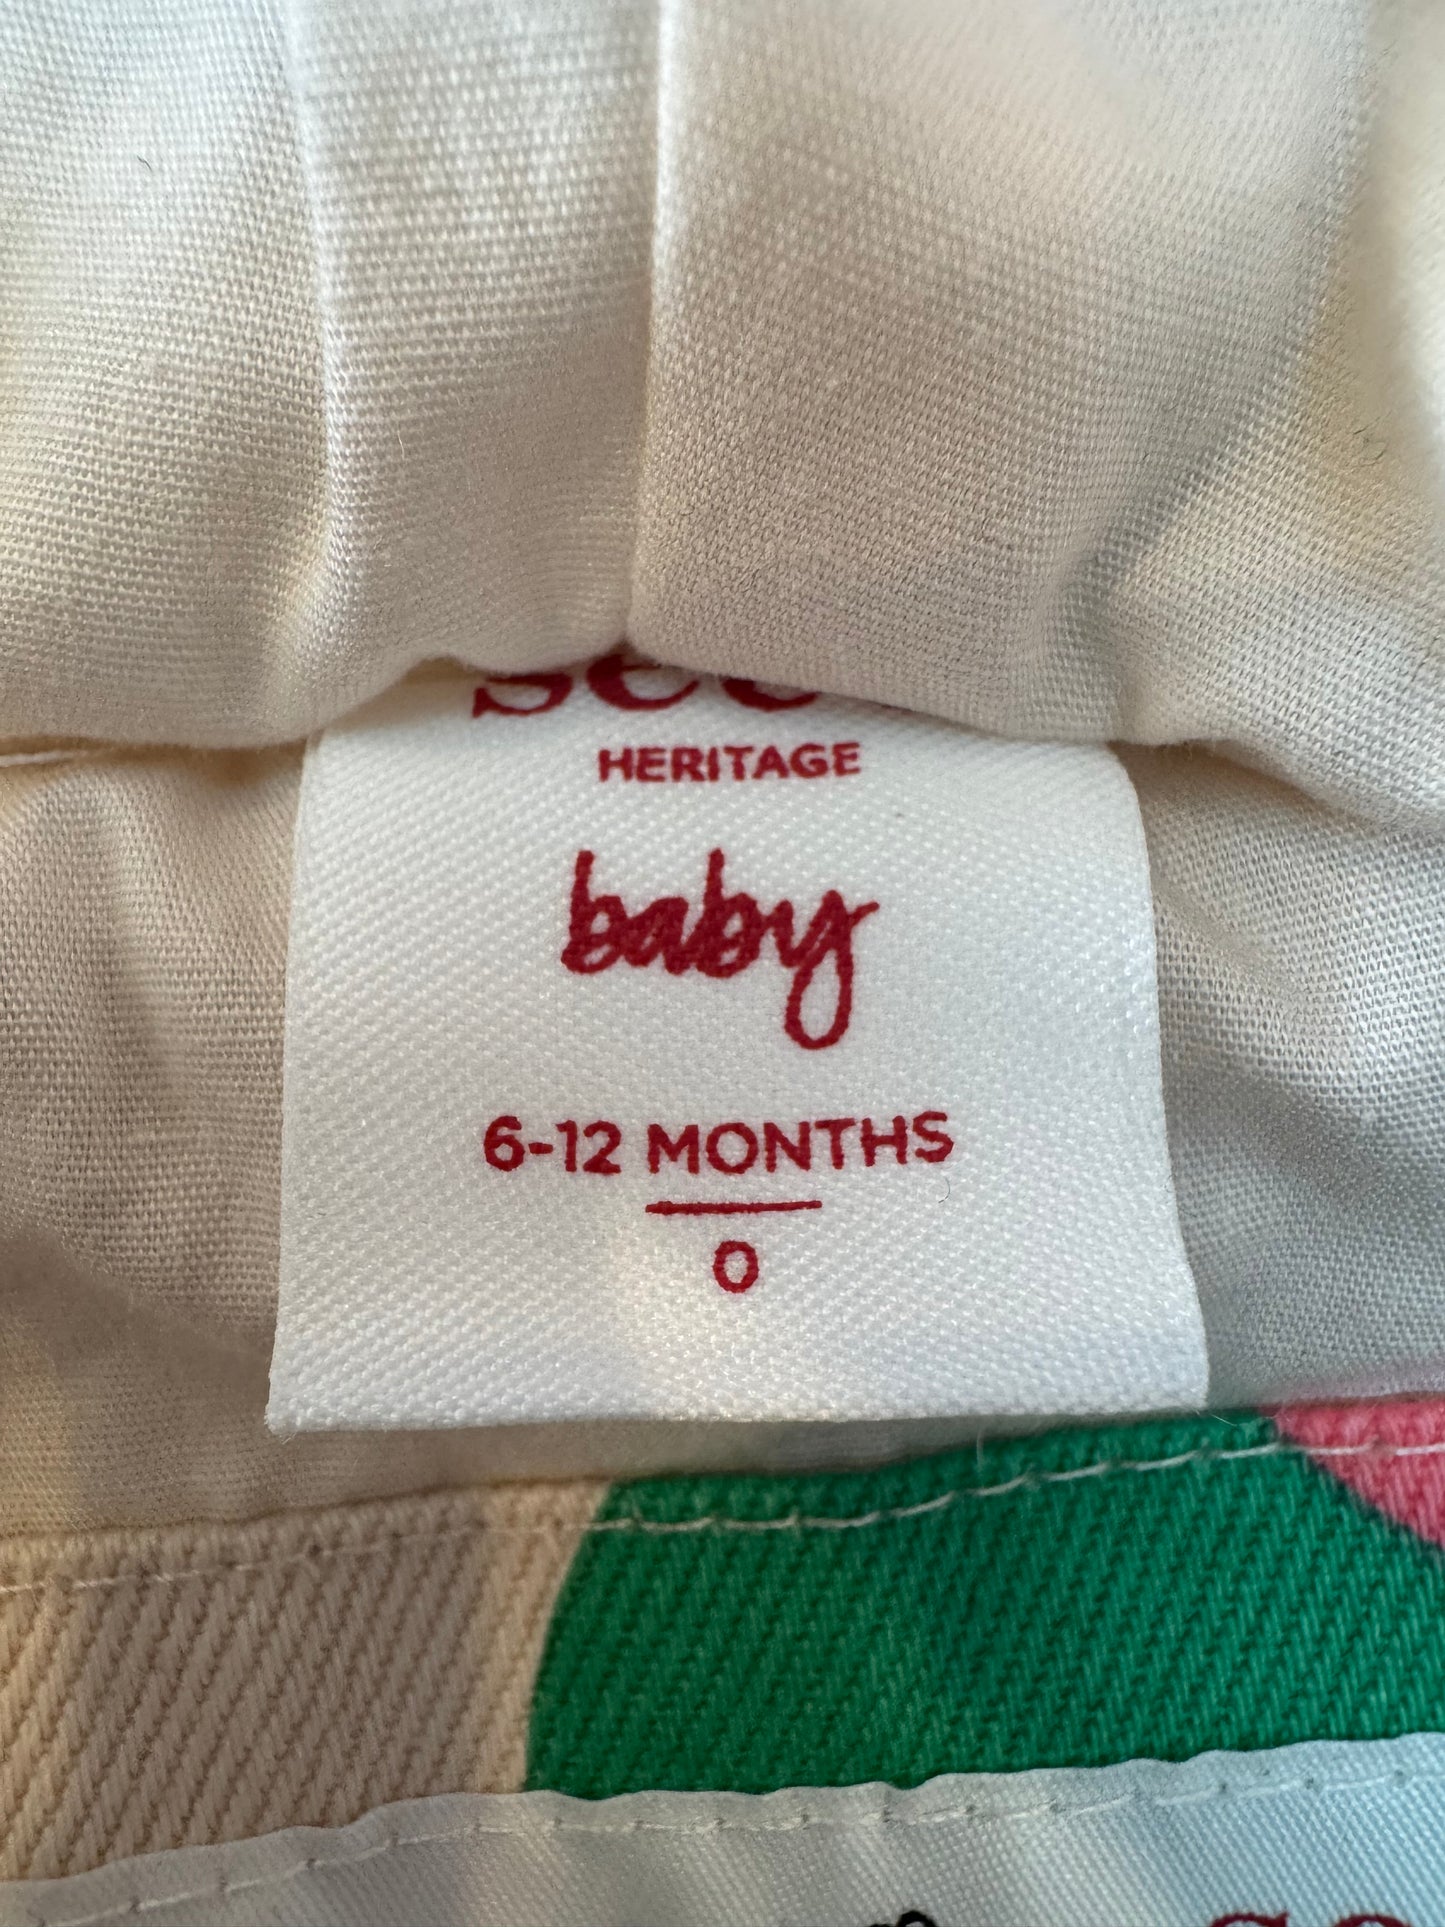 HERITAGE
baby
6-12 MONTHS
0